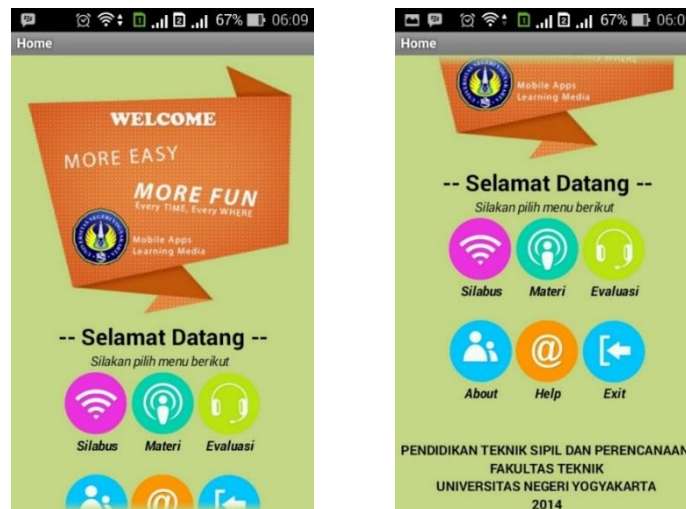 67% 06:09
Home
WELCOME
MORE EASY
MORE FUN
Every TIME, Every WHERE
Mobile Apps
Learning Media
-- Selamat Datang --
Silakan pilih menu berikut
Silabus Materi Evaluasi
67% 06:0
Home
Mobile Apps
Learning Media
-- Selamat Datang --
Silakan pilih menu berikut
Silabus Materi Evaluasi
About Help Exit
PENDIDIKAN TEKNIK SIPIL DAN PERENCANAAN
FAKULTAS TEKNIK
UNIVERSITAS NEGERI YOGYAKARTA
2014